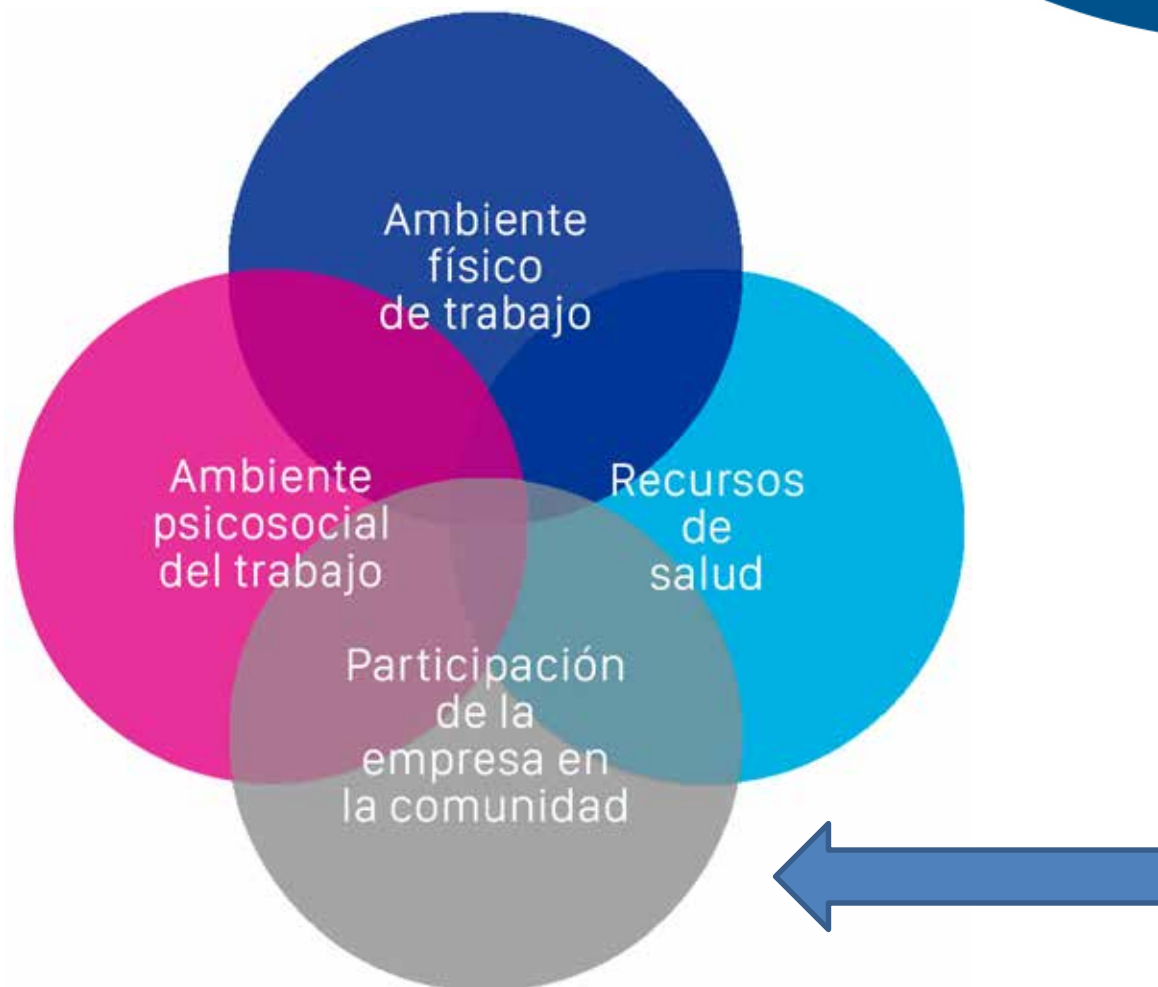 Ambiente
físico
de trabajo
Ambiente
psicosocial
del trabajo
Recursos
de
salud
Participación
de la
empresa en
la comunidad